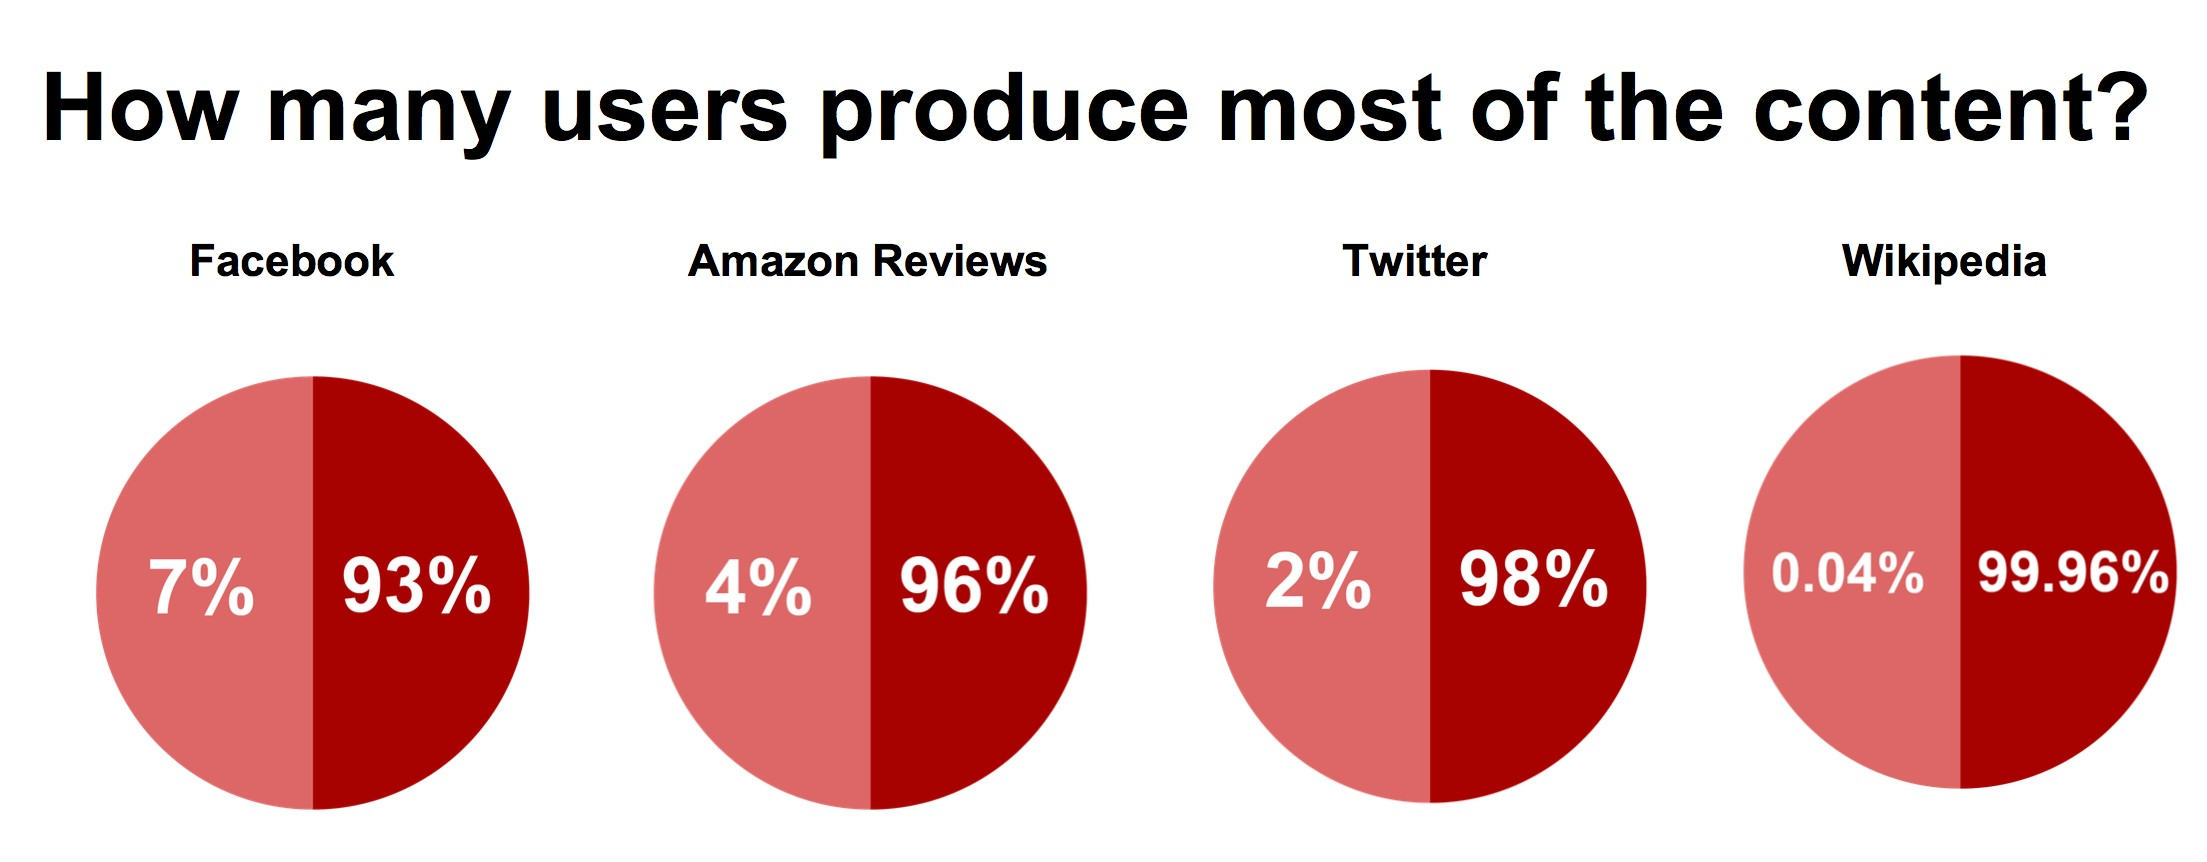 How many users produce most of the content?
Facebook
Amazon Reviews
Twitter
Wikipedia
7% 93%
4% 96%
2% 98%
0.04% 99.96%